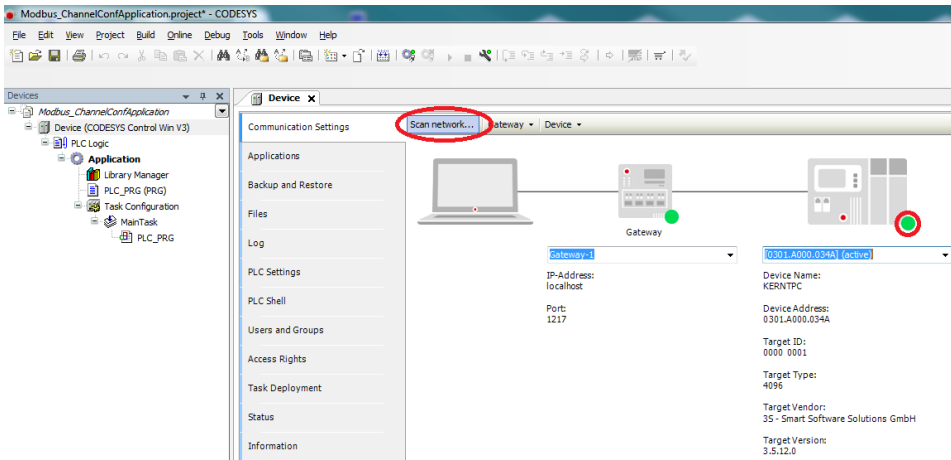 Modbus_ChannelConfApplication.project* - CODESYS
File Edit View Project Build Online Debug Tools Window Help
Devices
Modbus_ChannelConfApplication
Device (CODESYS Control Win V3)
PLC Logic
Application
Library Manager
PLC_PRG (PRG)
Task Configuration
MainTask
PLC_PRG
Device
Communication Settings
Applications
Backup and Restore
Files
Log
PLC Settings
PLC Shell
Users and Groups
Access Rights
Task Deployment
Status
Information
Scan network... Gateway Device
Gateway
Gateway-1
IP-Address:
localhost
Port:
1217
[0301.A000.034A] (active)
Device Name:
KERNTPC
Device Address:
0301.A000.034A
Target ID:
0000 0001
Target Type:
4096
Target Vendor:
3S - Smart Software Solutions GmbH
Target Version:
3.5.12.0